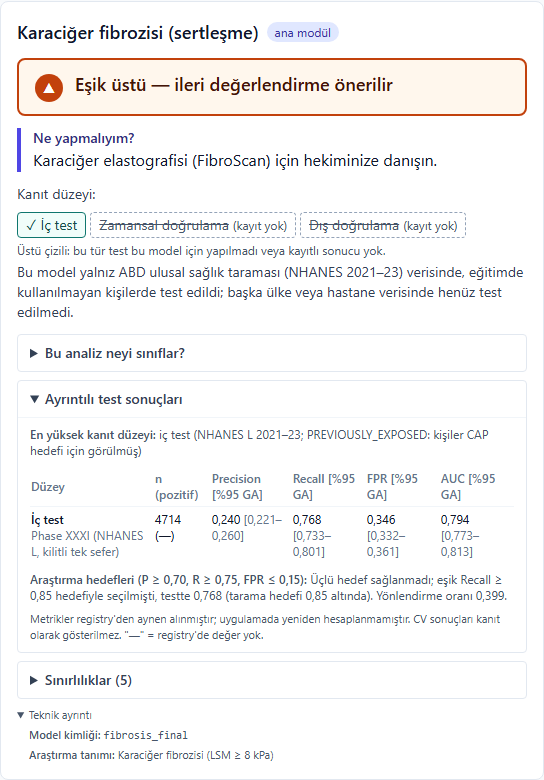 Karaciğer fibrozisi (sertleşme) ana modül
Eşik üstü — ileri değerlendirme önerilir
Ne yapmalıyım?
Karaciğer elastografisi (FibroScan) için hekiminize danışın.
Kanıt düzeyi:
✓ İç test Zamansal doğrulama (kayıt yok) Dış doğrulama (kayıt yok)
Üstü çizili: bu tür test bu model için yapılmadı veya kayıtlı sonucu yok.
Bu model yalnız ABD ulusal sağlık taraması (NHANES 2021–23) verisinde, eğitimde
kullanılmayan kişilerde test edildi; başka ülke veya hastane verisinde henüz test
edilmedi.
▶ Bu analiz neyi sınıflar?
▼ Ayrıntılı test sonuçları
En yüksek kanıt düzeyi: iç test (NHANES L 2021–23; PREVIOUSLY_EXPOSED: kişiler CAP
hedefi için görülmüş)
Düzey n (pozitif) Precision [%95 GA] Recall [%95 GA] FPR [%95 GA] AUC [%95 GA]
İç test 4714 0,240 [0,221– 0,768 0,346 0,794
Phase XXXI (NHANES (—) 0,260] [0,733– [0,332– [0,773–
L, kilitli tek sefer) 0,801] 0,361] 0,813]
Araştırma hedefleri (P ≥ 0,70, R ≥ 0,75, FPR ≤ 0,15): Üçlü hedef sağlanmadı; eşik Recall ≥
0,85 hedefiyle seçilmişti, testte 0,768 (tarama hedefi 0,85 altında). Yönlendirme oranı 0,399.
Metrikler registry'den aynen alınmıştır; uygulamada yeniden hesaplanmamıştır. CV sonuçları kanıt
olarak gösterilmez. "—" = registry'de değer yok.
▶ Sınırlılıklar (5)
▼ Teknik ayrıntı
Model kimliği: fibrosis_final
Araştırma tanımı: Karaciğer fibrozisi (LSM ≥ 8 kPa)